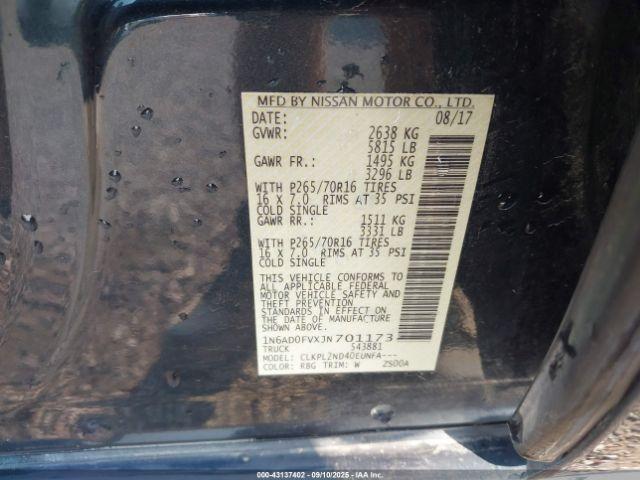 MFD BY NISSAN MOTOR CO., LTD.
DATE: 08/17
GVWR: 2638 KG
5815 LB
GAWR FR.: 1495 KG
3296 LB
WITH P265/70R16 TIRES
16 X 7.0 RIMS AT 35 PSI
COLD SINGLE
GAWR RR.: 1511 KG
3331 LB
WITH P265/70R16 TIRES
16 X 7.0 RIMS AT 35 PSI
COLD SINGLE
THIS VEHICLE CONFORMS TO
ALL APPLICABLE FEDERAL
MOTOR VEHICLE SAFETY AND
THEFT PREVENTION
STANDARDS IN EFFECT ON
THE DATE OF MANUFACTURE
SHOWN ABOVE.
1N6AD0FVXJN701173
TRUCK 543881
MODEL: CLKPL2ND40EUNFA---
COLOR: RBG TRIM: W ZSD0A
00-43137402 - 09/10/2025 - IAA Inc.